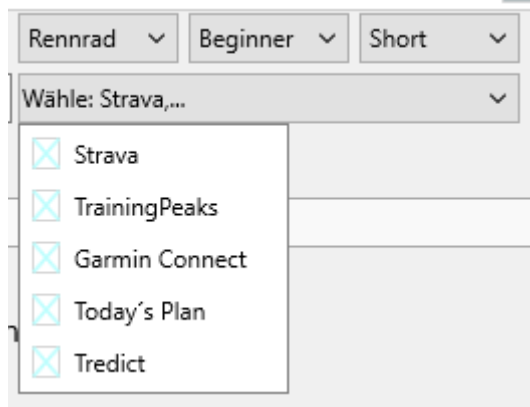 Rennrad Beginner Short
Wähle: Strava,...
Strava
TrainingPeaks
Garmin Connect
Today´s Plan
Tredict